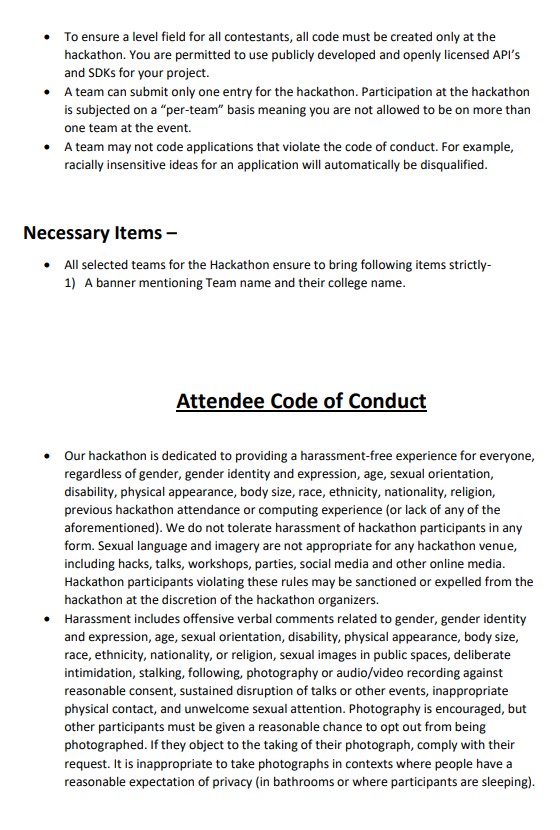 • To ensure a level field for all contestants, all code must be created only at the
hackathon. You are permitted to use publicly developed and openly licensed API's
and SDKs for your project.
• A team can submit only one entry for the hackathon. Participation at the hackathon
is subjected on a “per-team” basis meaning you are not allowed to be on more than
one team at the event.
• A team may not code applications that violate the code of conduct. For example,
racially insensitive ideas for an application will automatically be disqualified.
Necessary Items –
• All selected teams for the Hackathon ensure to bring following items strictly-
1) A banner mentioning Team name and their college name.
Attendee Code of Conduct
• Our hackathon is dedicated to providing a harassment-free experience for everyone,
regardless of gender, gender identity and expression, age, sexual orientation,
disability, physical appearance, body size, race, ethnicity, nationality, religion,
previous hackathon attendance or computing experience (or lack of any of the
aforementioned). We do not tolerate harassment of hackathon participants in any
form. Sexual language and imagery are not appropriate for any hackathon venue,
including hacks, talks, workshops, parties, social media and other online media.
Hackathon participants violating these rules may be sanctioned or expelled from the
hackathon at the discretion of the hackathon organizers.
• Harassment includes offensive verbal comments related to gender, gender identity
and expression, age, sexual orientation, disability, physical appearance, body size,
race, ethnicity, nationality, or religion, sexual images in public spaces, deliberate
intimidation, stalking, following, photography or audio/video recording against
reasonable consent, sustained disruption of talks or other events, inappropriate
physical contact, and unwelcome sexual attention. Photography is encouraged, but
other participants must be given a reasonable chance to opt out from being
photographed. If they object to the taking of their photograph, comply with their
request. It is inappropriate to take photographs in contexts where people have a
reasonable expectation of privacy (in bathrooms or where participants are sleeping).